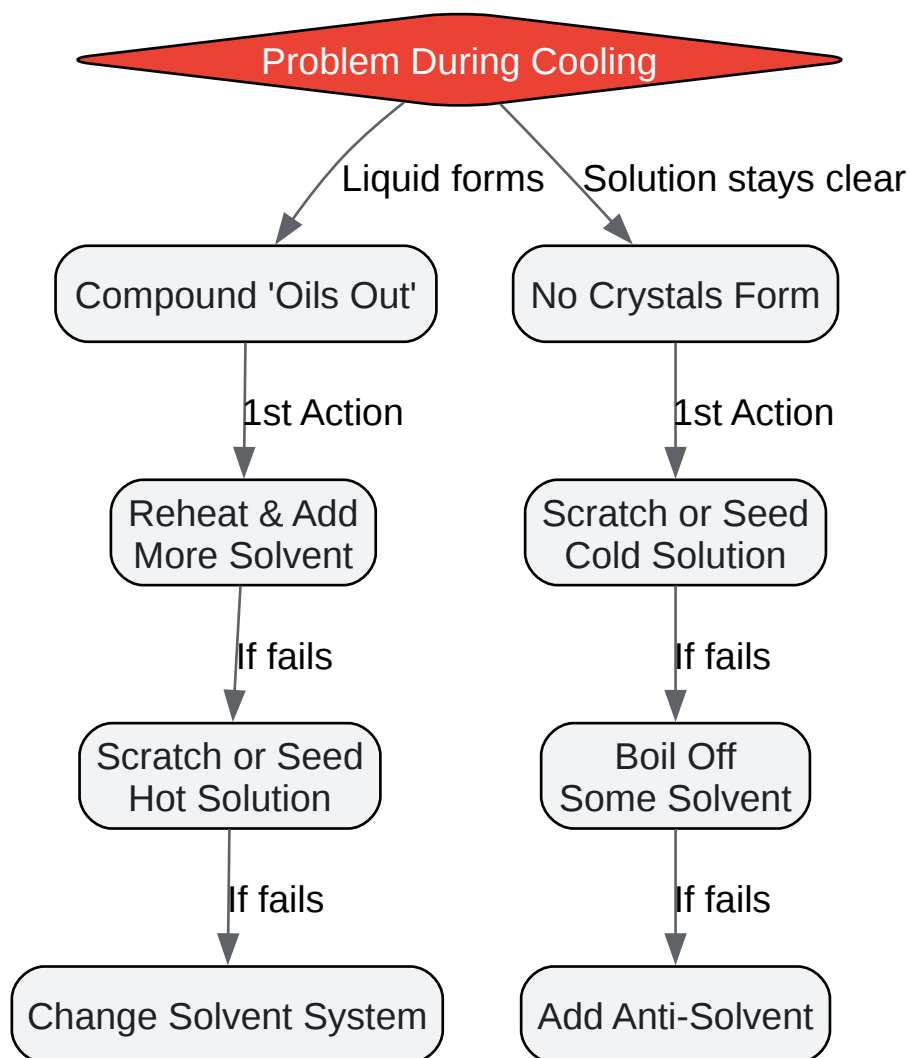 Problem During Cooling
Liquid forms
Solution stays clear
Compound 'Oils Out'
No Crystals Form
1st Action
1st Action
Reheat & Add
More Solvent
Scratch or Seed
Cold Solution
If fails
If fails
Scratch or Seed
Hot Solution
Boil Off
Some Solvent
If fails
If fails
Change Solvent System
Add Anti-Solvent